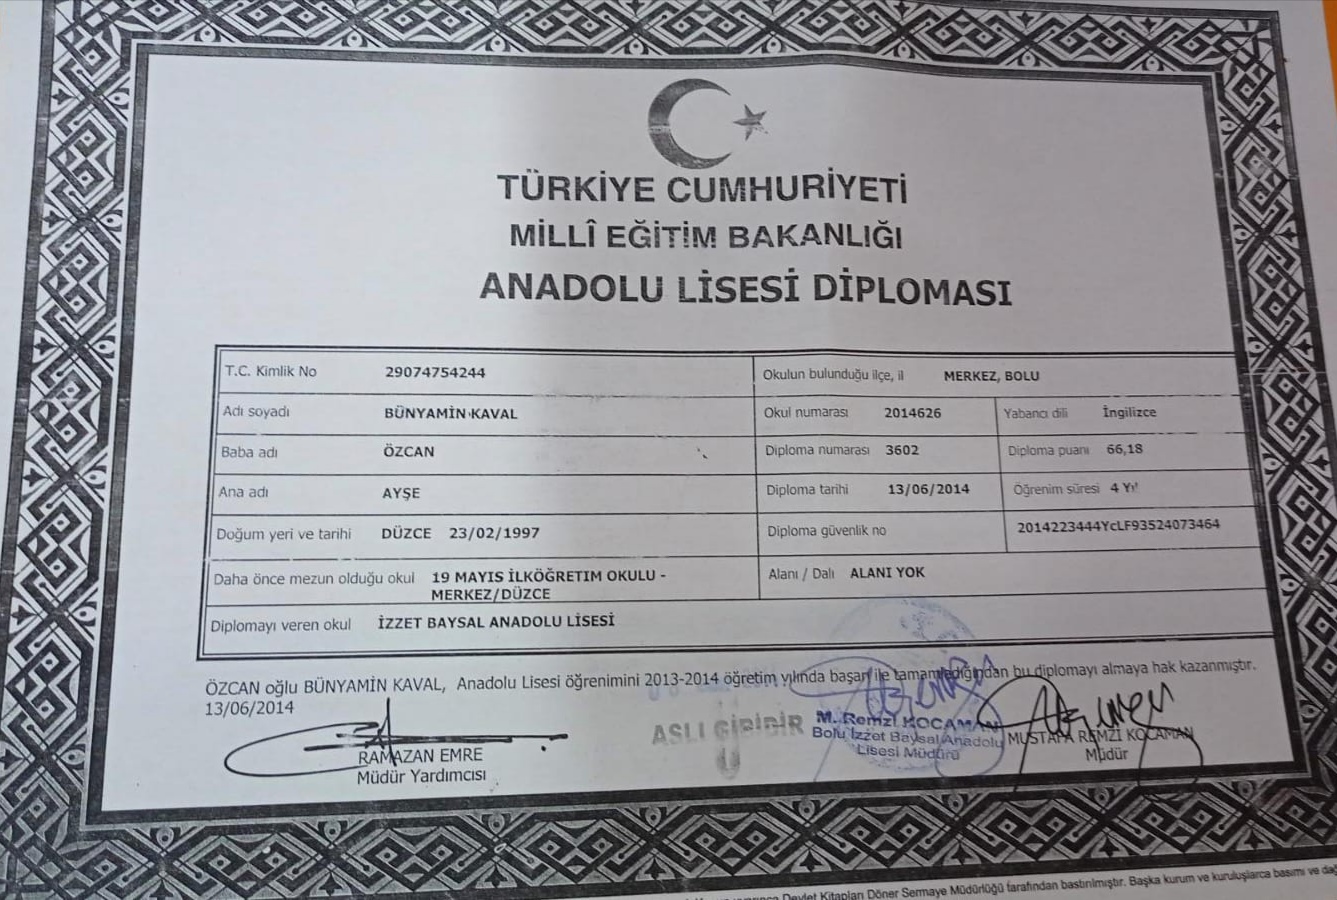 TÜRKİYE CUMHURİYETİ
MİLLÎ EĞİTİM BAKANLIĞI
ANADOLU LİSESİ DİPLOMASI
T.C. Kimlik No 29074754244 Okulun bulunduğu ilçe, il MERKEZ, BOLU
Adı soyadı BÜNYAMİN KAVAL Okul numarası 2014626 Yabancı dili İngilizce
Baba adı ÖZCAN Diploma numarası 3602 Diploma puanı 66,18
Ana adı AYŞE Diploma tarihi 13/06/2014 Öğrenim süresi 4 Yıl
Doğum yeri ve tarihi DÜZCE 23/02/1997 Diploma güvenlik no 2014223444YcLF93524073464
Daha önce mezun olduğu okul 19 MAYIS İLKÖĞRETIM OKULU - Alanı / Dalı ALANI YOK
MERKEZ/DÜZCE
Diplomayı veren okul İZZET BAYSAL ANADOLU LİSESİ
ÖZCAN oğlu BÜNYAMİN KAVAL, Anadolu Lisesi öğrenimini 2013-2014 öğretim yılında başarı ile tamamladığından bu diplomayı almaya hak kazanmıştır.
13/06/2014
ASLI GİBİDİR
M. Remzi KOCAMAN
Bolu İzzet Baysal Anadolu
Lisesi Müdürü
RAMAZAN EMRE
Müdür Yardımcısı
MUSTAFA REMZİ KOCAMAN
Müdür
Devlet Kitapları Döner Sermaye Müdürlüğü tarafından bastırılmıştır. Başka kurum ve kuruluşlarca basımı ve